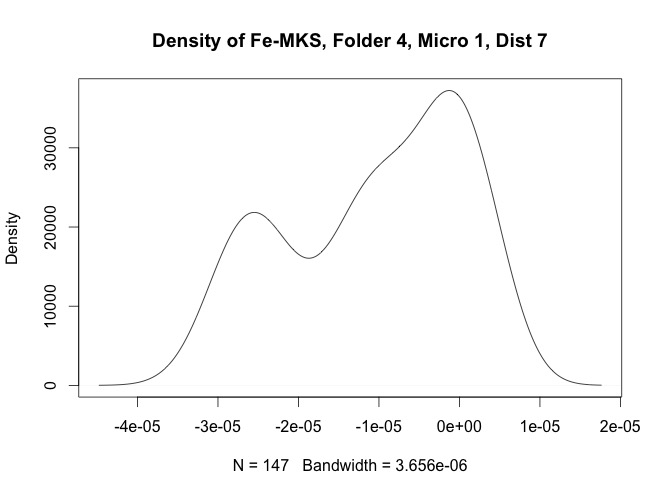 Density of Fe-MKS, Folder 4, Micro 1, Dist 7
Density
30000
20000
10000
0
-4e-05 -3e-05 -2e-05 -1e-05 0e+00 1e-05 2e-05
N = 147 Bandwidth = 3.656e-06